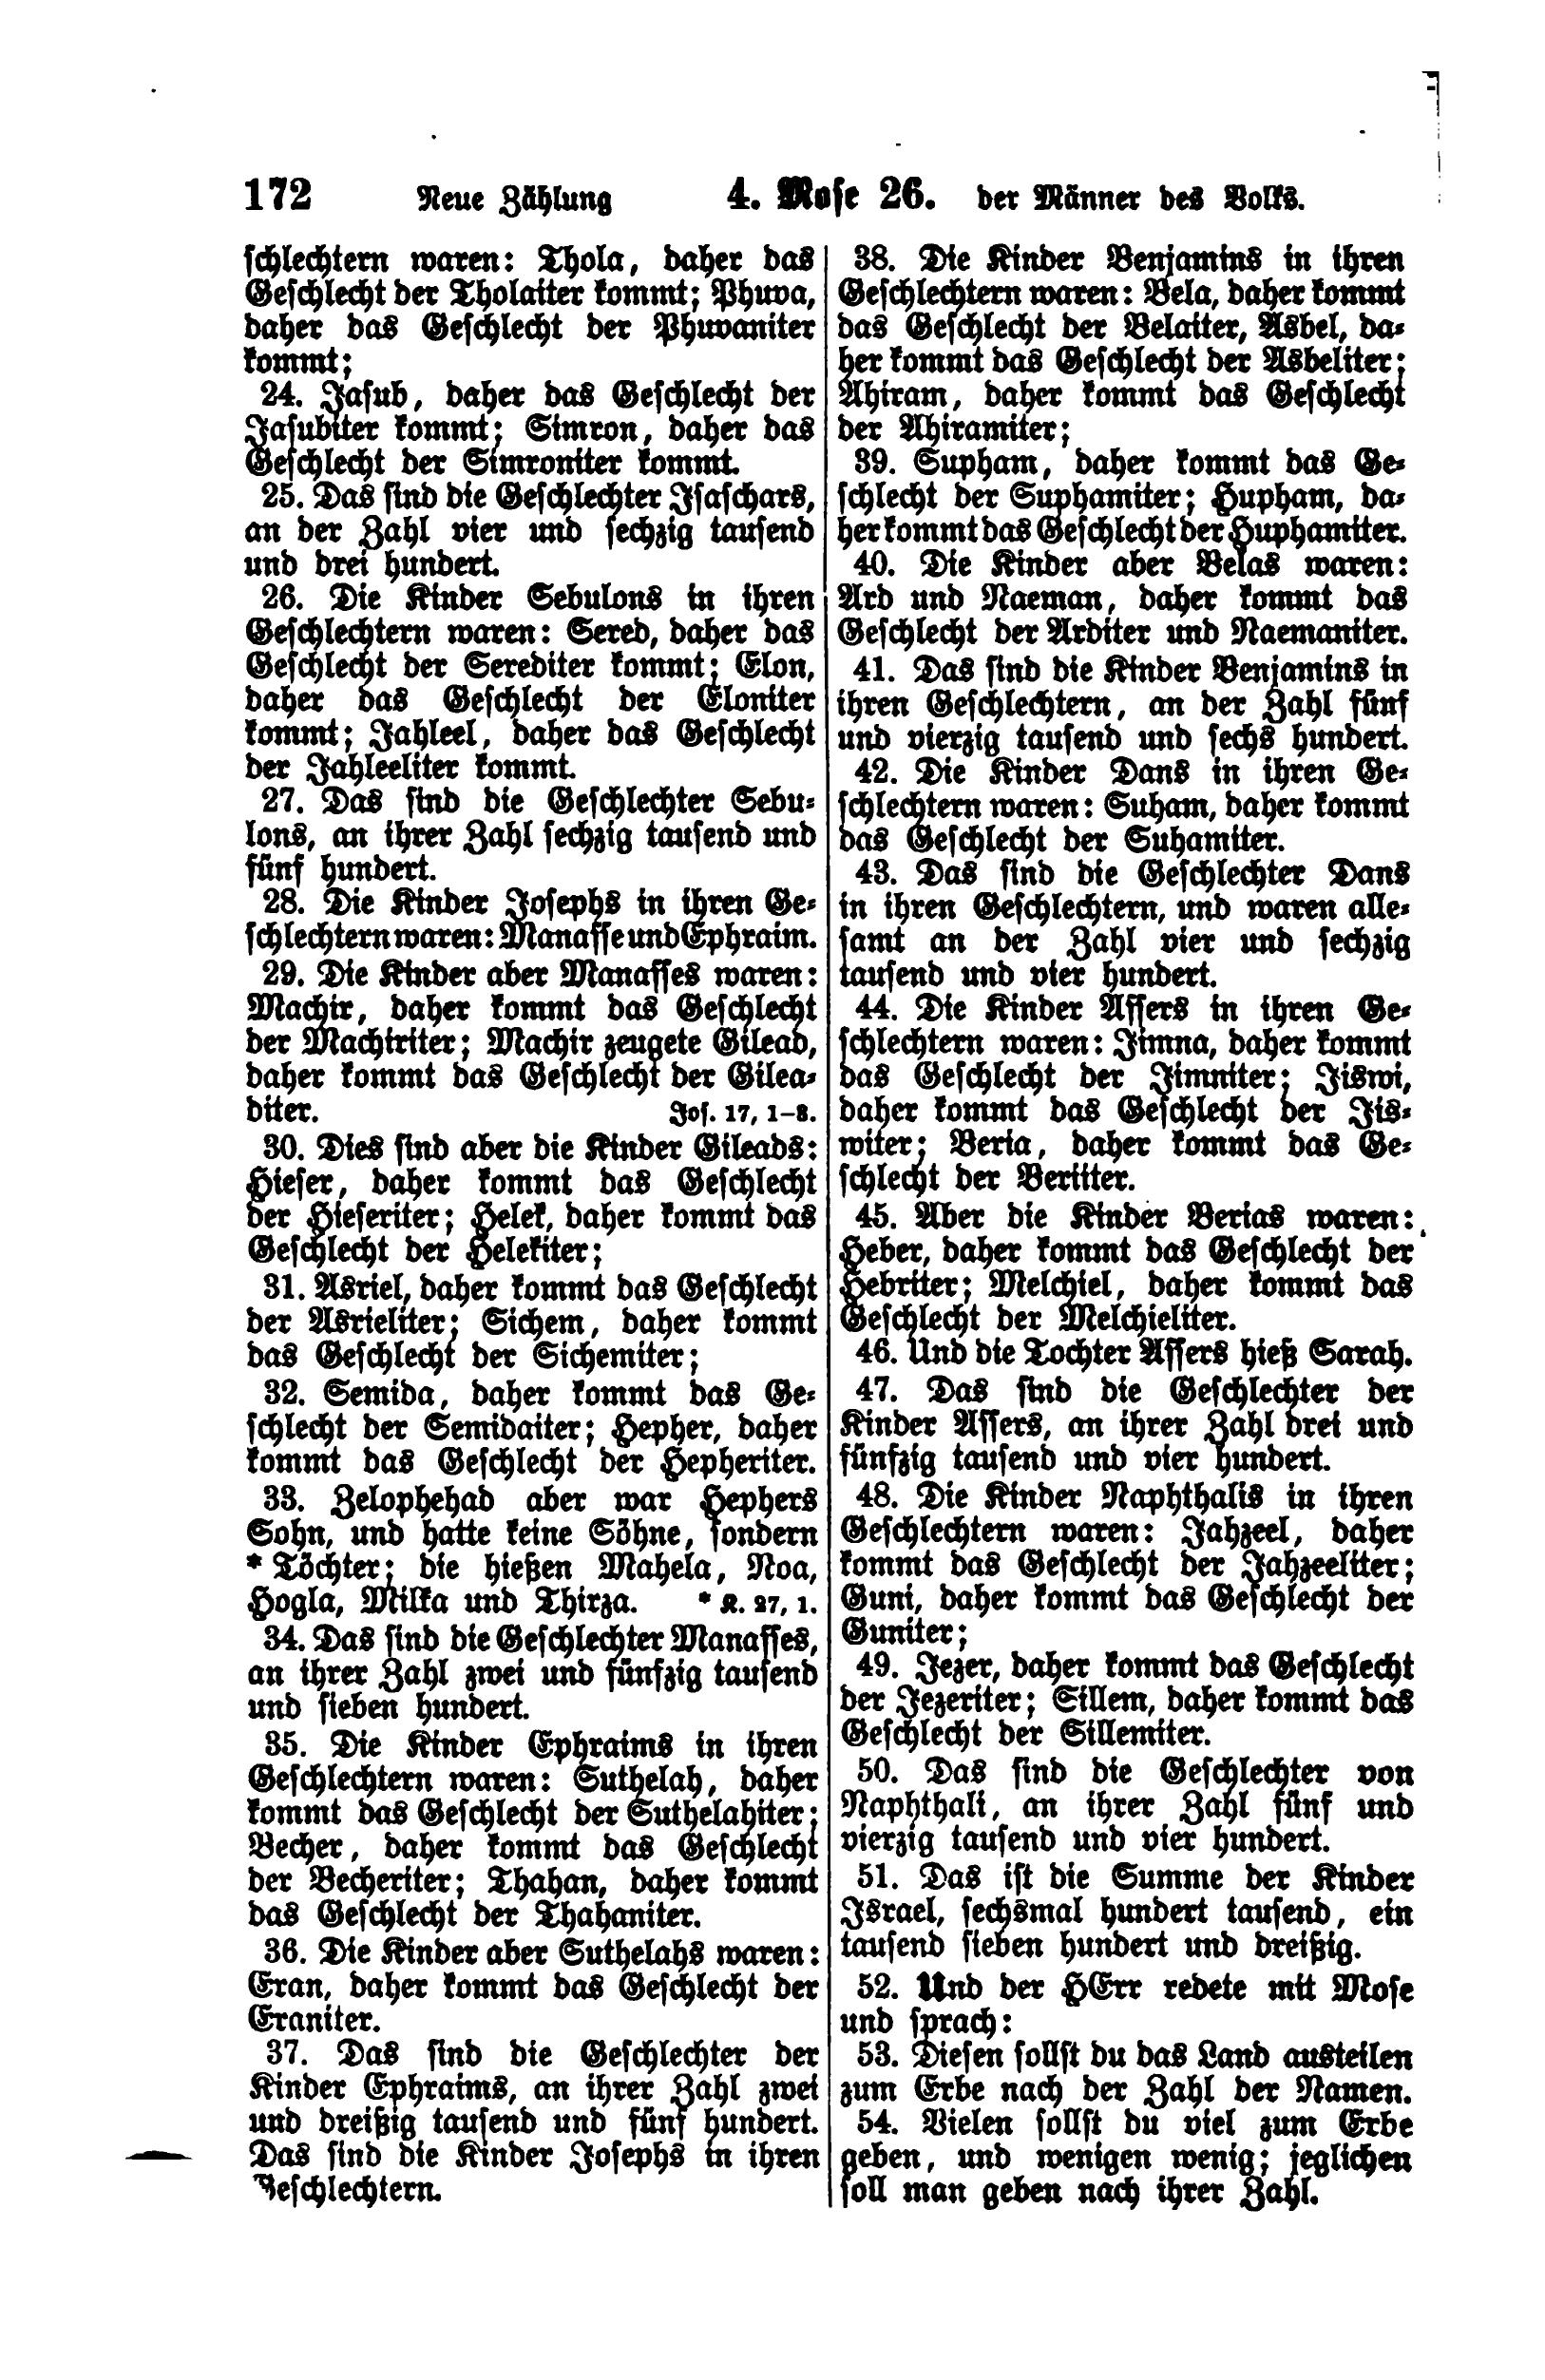 172 Neue Zählung 4. Mose 26. der Männer des Volks.
schlechtern waren: Thola, daher das
Geschlecht der Tholaiter kommt; Phuva,
daher das Geschlecht der Phuvaniter
kommt;
24. Jasub, daher das Geschlecht der
Jasubiter kommt; Simron, daher das
Geschlecht der Simroniter kommt.
25. Das sind die Geschlechter Isaschars,
an der Zahl vier und sechzig tausend
und drei hundert.
26. Die Kinder Sebulons in ihren
Geschlechtern waren: Sered, daher das
Geschlecht der Serediter kommt; Elon,
daher das Geschlecht der Eloniter
kommt; Jahleel, daher das Geschlecht
der Jahleeliter kommt.
27. Das sind die Geschlechter Sebu-
lons, an ihrer Zahl sechzig tausend und
fünf hundert.
28. Die Kinder Josephs in ihren Ge-
schlechtern waren: Manasse und Ephraim.
29. Die Kinder aber Manasses waren:
Machir, daher kommt das Geschlecht
der Machiriter; Machir zeugete Gilead,
daher kommt das Geschlecht der Gilea-
diter. Jos. 17, 1-8.
30. Dies sind aber die Kinder Gileads:
Hieser, daher kommt das Geschlecht
der Hieseriter; Helek, daher kommt das
Geschlecht der Helekiter;
31. Asriel, daher kommt das Geschlecht
der Asrieliter; Sichem, daher kommt
das Geschlecht der Sichemiter;
32. Semida, daher kommt das Ge-
schlecht der Semidaiter; Hepher, daher
kommt das Geschlecht der Hepheriter.
33. Zelophehad aber war Hephers
Sohn, und hatte keine Söhne, sondern
* Töchter; die hießen Mahela, Noa,
Hogla, Milka und Thirza. * K. 27, 1.
34. Das sind die Geschlechter Manasses,
an ihrer Zahl zwei und fünfzig tausend
und sieben hundert.
35. Die Kinder Ephraims in ihren
Geschlechtern waren: Suthelah, daher
kommt das Geschlecht der Suthelahiter;
Becher, daher kommt das Geschlecht
der Becheriter; Thahan, daher kommt
das Geschlecht der Thahaniter.
36. Die Kinder aber Suthelahs waren:
Eran, daher kommt das Geschlecht der
Eraniter.
37. Das sind die Geschlechter der
Kinder Ephraims, an ihrer Zahl zwei
und dreißig tausend und fünf hundert.
Das sind die Kinder Josephs in ihren
Geschlechtern.
38. Die Kinder Benjamins in ihren
Geschlechtern waren: Bela, daher kommt
das Geschlecht der Belaiter, Asbel, da-
her kommt das Geschlecht der Asbeliter;
Ahiram, daher kommt das Geschlecht
der Ahiramiter;
39. Supham, daher kommt das Ge-
schlecht der Suphamiter; Hupham, da-
her kommt das Geschlecht der Huphamiter.
40. Die Kinder aber Belas waren:
Ard und Naeman, daher kommt das
Geschlecht der Arditer und Naemaniter.
41. Das sind die Kinder Benjamins in
ihren Geschlechtern, an der Zahl fünf
und vierzig tausend und sechs hundert.
42. Die Kinder Dans in ihren Ge-
schlechtern waren: Suham, daher kommt
das Geschlecht der Suhamiter.
43. Das sind die Geschlechter Dans
in ihren Geschlechtern, und waren alle-
samt an der Zahl vier und sechzig
tausend und vier hundert.
44. Die Kinder Assers in ihren Ge-
schlechtern waren: Jimna, daher kommt
das Geschlecht der Jimniter; Jiswi,
daher kommt das Geschlecht der Jis-
witer; Beria, daher kommt das Ge-
schlecht der Beriiter.
45. Aber die Kinder Berias waren:
Heber, daher kommt das Geschlecht der
Hebriter; Melchiel, daher kommt das
Geschlecht der Melchieliter.
46. Und die Tochter Assers hieß Sarah.
47. Das sind die Geschlechter der
Kinder Assers, an ihrer Zahl drei und
fünfzig tausend und vier hundert.
48. Die Kinder Naphthalis in ihren
Geschlechtern waren: Jahzeel, daher
kommt das Geschlecht der Jahzeeliter;
Guni, daher kommt das Geschlecht der
Guniter;
49. Jezer, daher kommt das Geschlecht
der Jezeriter; Sillem, daher kommt das
Geschlecht der Sillemiter.
50. Das sind die Geschlechter von
Naphthali, an ihrer Zahl fünf und
vierzig tausend und vier hundert.
51. Das ist die Summe der Kinder
Israel, sechsmal hundert tausend, ein
tausend sieben hundert und dreißig.
52. Und der HErr redete mit Mose
und sprach:
53. Diesen sollst du das Land austeilen
zum Erbe nach der Zahl der Namen.
54. Vielen sollst du viel zum Erbe
geben, und wenigen wenig; jeglichen
soll man geben nach ihrer Zahl.